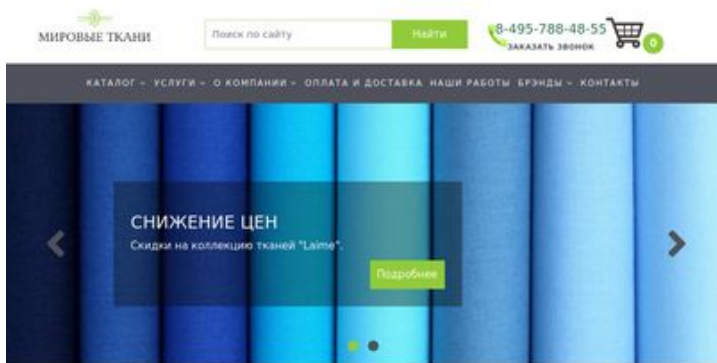 МИРОВЫЕ ТКАНИ
Поиск по сайту
Найти
8-495-788-48-55
ЗАКАЗАТЬ ЗВОНОК
0
КАТАЛОГ УСЛУГИ О КОМПАНИИ ОПЛАТА И ДОСТАВКА НАШИ РАБОТЫ БРЭНДЫ КОНТАКТЫ
СНИЖЕНИЕ ЦЕН
Скидки на коллекцию тканей "Laime".
Подробнее